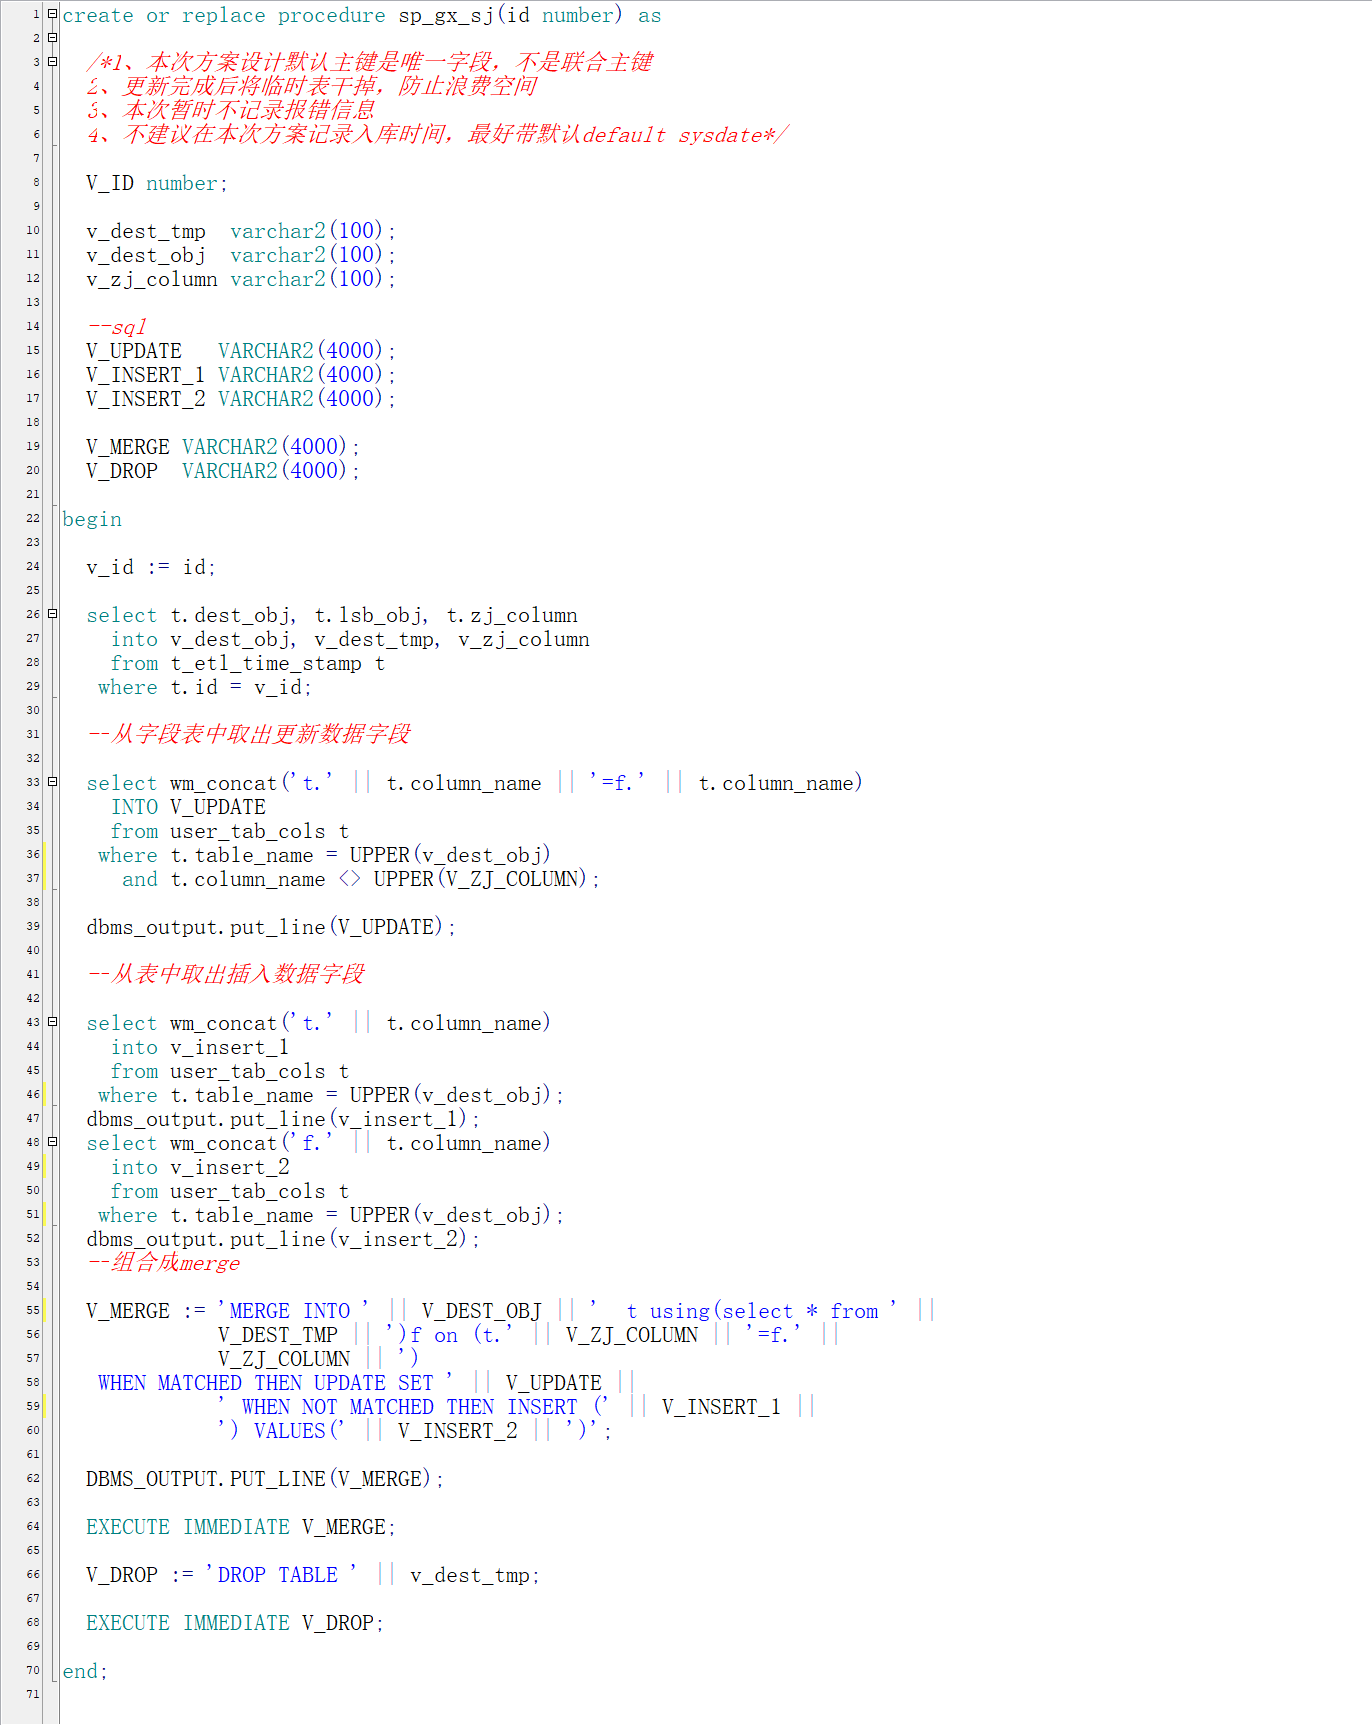 1 create or replace procedure sp_gx_sj(id number) as
2
3   /*1、本次方案设计默认主键是唯一字段，不是联合主键
4   2、更新完成后将临时表干掉，防止浪费空间
5   3、本次暂时不记录报错信息
6   4、不建议在本次方案记录入库时间，最好带默认default sysdate*/
7
8   V_ID number;
9
10   v_dest_tmp  varchar2(100);
11   v_dest_obj  varchar2(100);
12   v_zj_column varchar2(100);
13
14   --sql
15   V_UPDATE   VARCHAR2(4000);
16   V_INSERT_1 VARCHAR2(4000);
17   V_INSERT_2 VARCHAR2(4000);
18
19   V_MERGE VARCHAR2(4000);
20   V_DROP  VARCHAR2(4000);
21
22 begin
23
24   v_id := id;
25
26   select t.dest_obj, t.lsb_obj, t.zj_column
27     into v_dest_obj, v_dest_tmp, v_zj_column
28     from t_etl_time_stamp t
29    where t.id = v_id;
30
31   --从字段表中取出更新数据字段
32
33   select wm_concat('t.' || t.column_name || '=f.' || t.column_name)
34     INTO V_UPDATE
35     from user_tab_cols t
36    where t.table_name = UPPER(v_dest_obj)
37      and t.column_name <> UPPER(V_ZJ_COLUMN);
38
39   dbms_output.put_line(V_UPDATE);
40
41   --从表中取出插入数据字段
42
43   select wm_concat('t.' || t.column_name)
44     into v_insert_1
45     from user_tab_cols t
46    where t.table_name = UPPER(v_dest_obj);
47   dbms_output.put_line(v_insert_1);
48   select wm_concat('f.' || t.column_name)
49     into v_insert_2
50     from user_tab_cols t
51    where t.table_name = UPPER(v_dest_obj);
52   dbms_output.put_line(v_insert_2);
53   --组合成merge
54
55   V_MERGE := 'MERGE INTO ' || V_DEST_OBJ || '  t using(select * from ' ||
56              V_DEST_TMP || ')f on (t.' || V_ZJ_COLUMN || '=f.' ||
57              V_ZJ_COLUMN || ')
58    WHEN MATCHED THEN UPDATE SET ' || V_UPDATE ||
59              ' WHEN NOT MATCHED THEN INSERT (' || V_INSERT_1 ||
60              ') VALUES(' || V_INSERT_2 || ')';
61
62   DBMS_OUTPUT.PUT_LINE(V_MERGE);
63
64   EXECUTE IMMEDIATE V_MERGE;
65
66   V_DROP := 'DROP TABLE ' || v_dest_tmp;
67
68   EXECUTE IMMEDIATE V_DROP;
69
70 end;
71